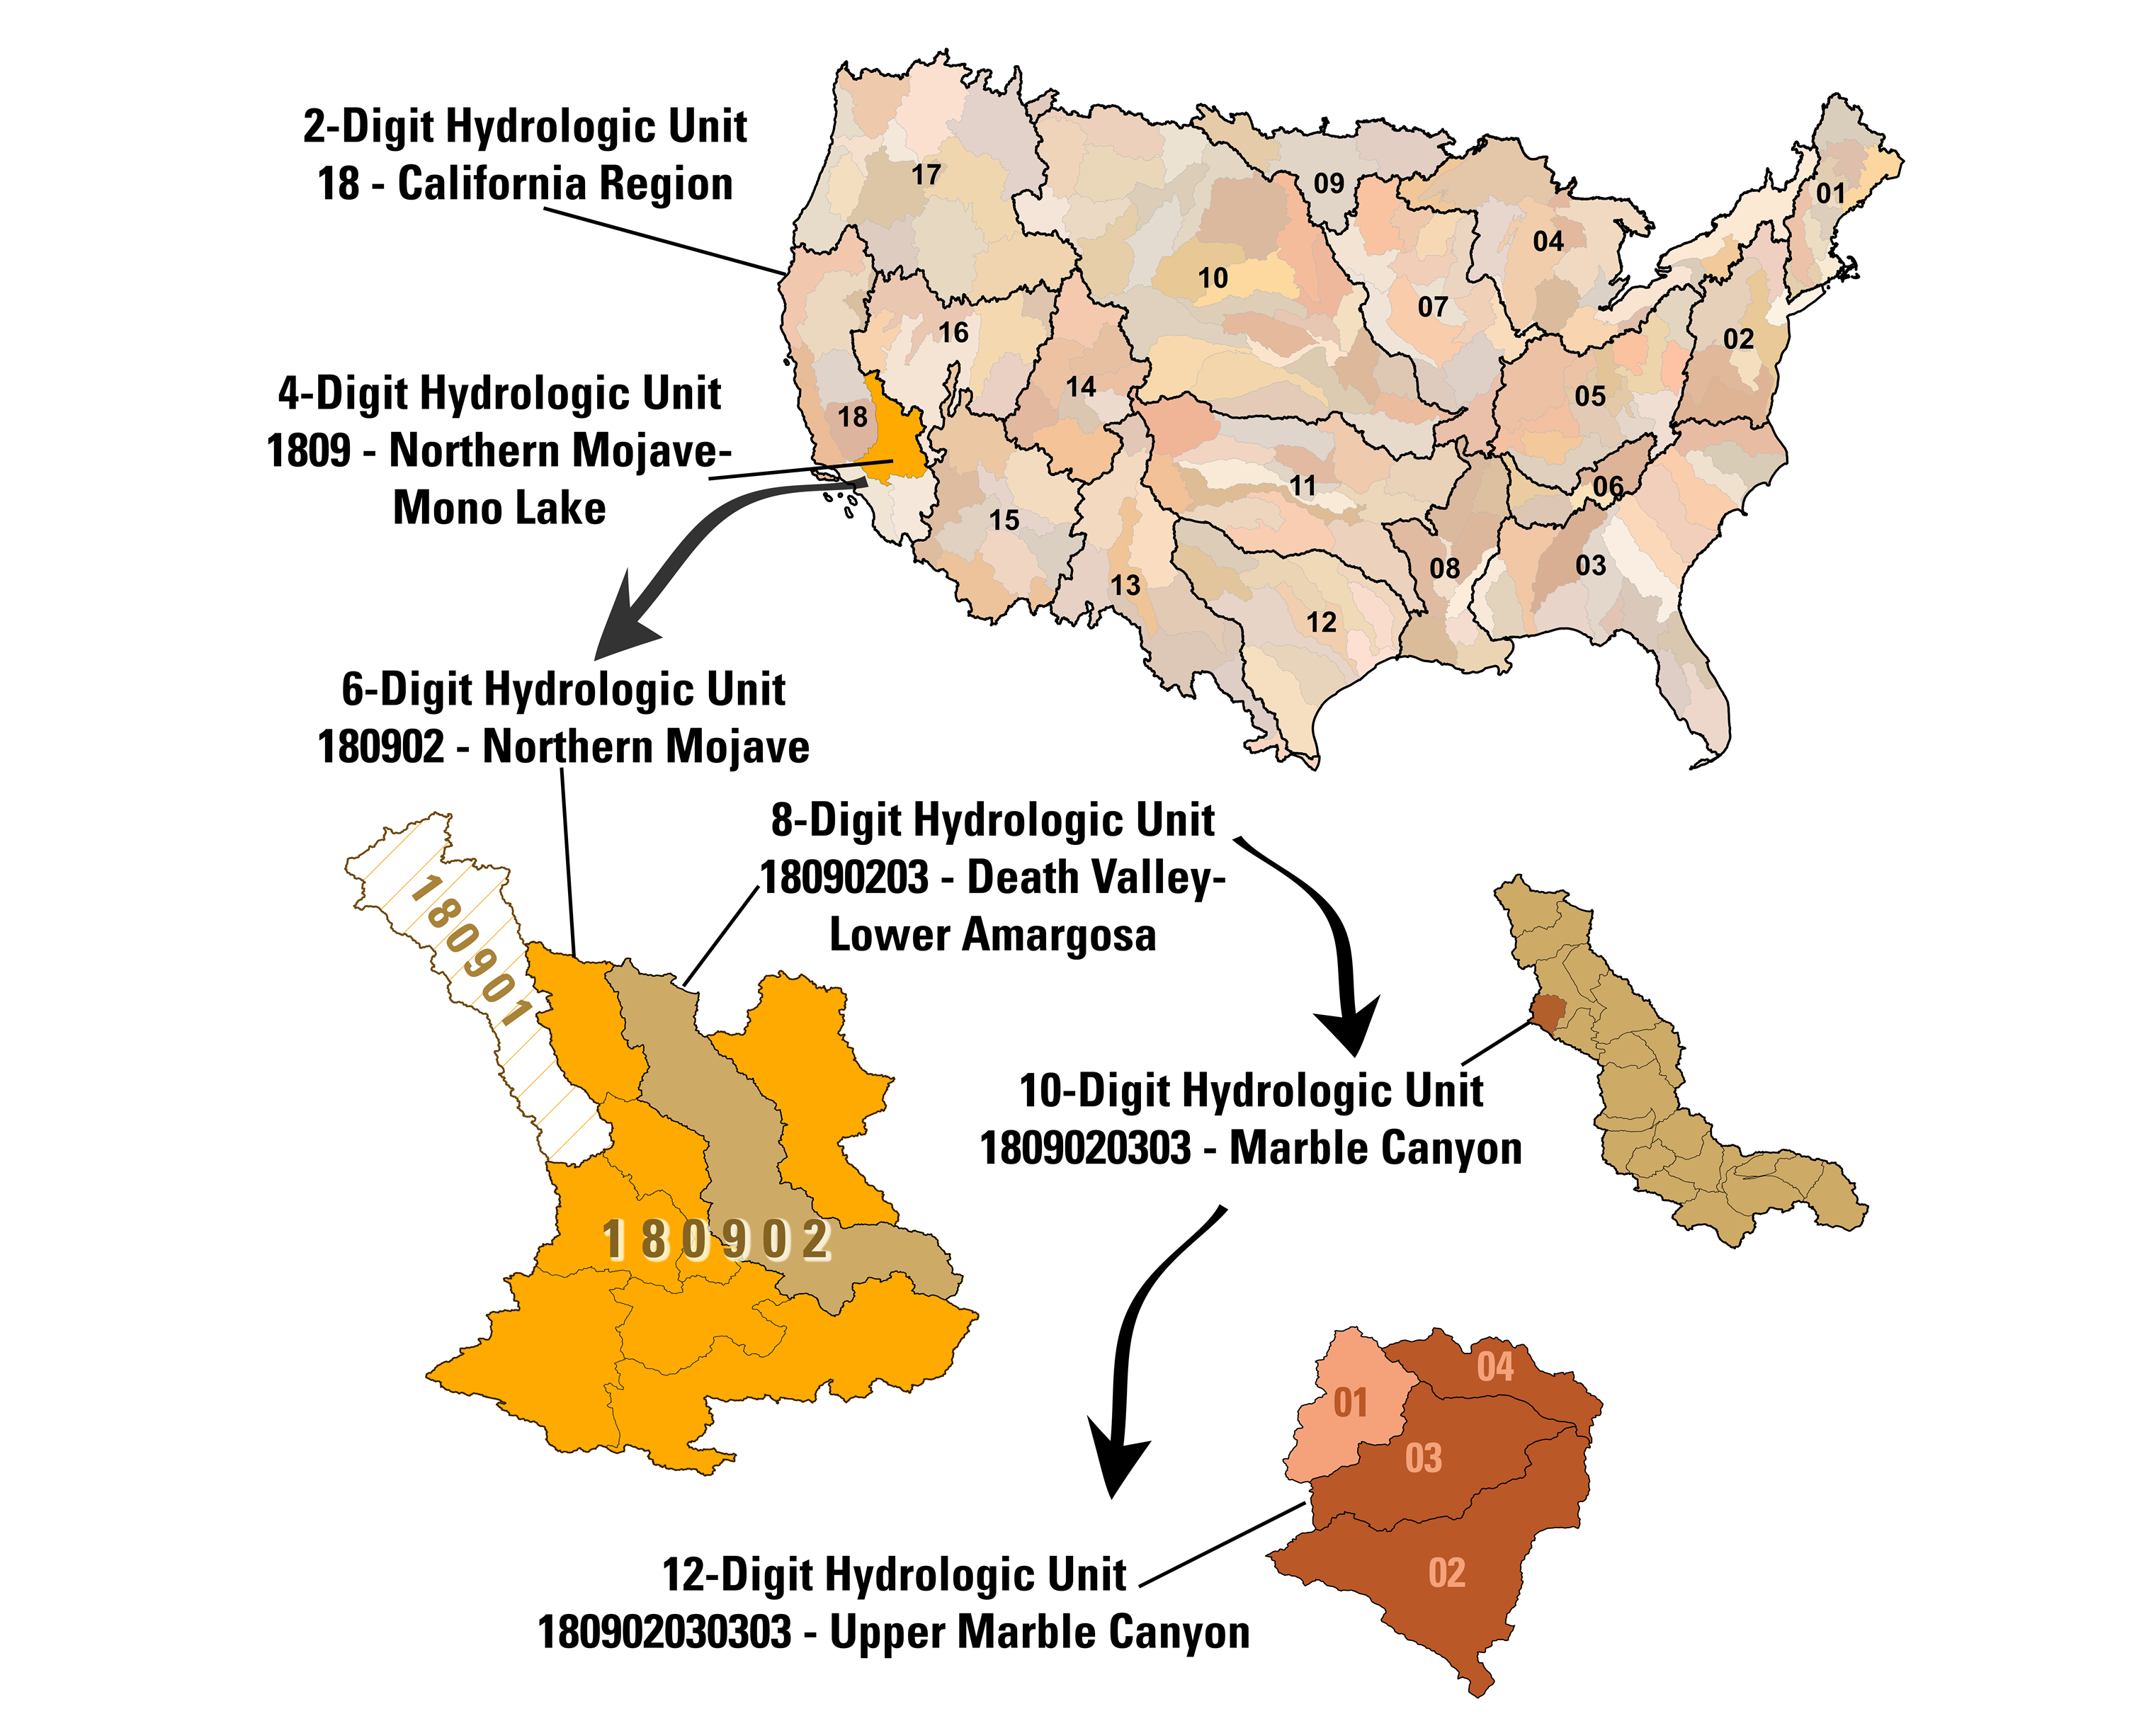 2-Digit Hydrologic Unit
18 - California Region
17
09
01
04
10
07
16
02
14
05
18
4-Digit Hydrologic Unit
1809 - Northern Mojave-
Mono Lake
11
06
15
08
03
13
12
6-Digit Hydrologic Unit
180902 - Northern Mojave
8-Digit Hydrologic Unit
18090203 - Death Valley-
Lower Amargosa
180901
180902
10-Digit Hydrologic Unit
1809020303 - Marble Canyon
04
01
03
02
12-Digit Hydrologic Unit
180902030303 - Upper Marble Canyon